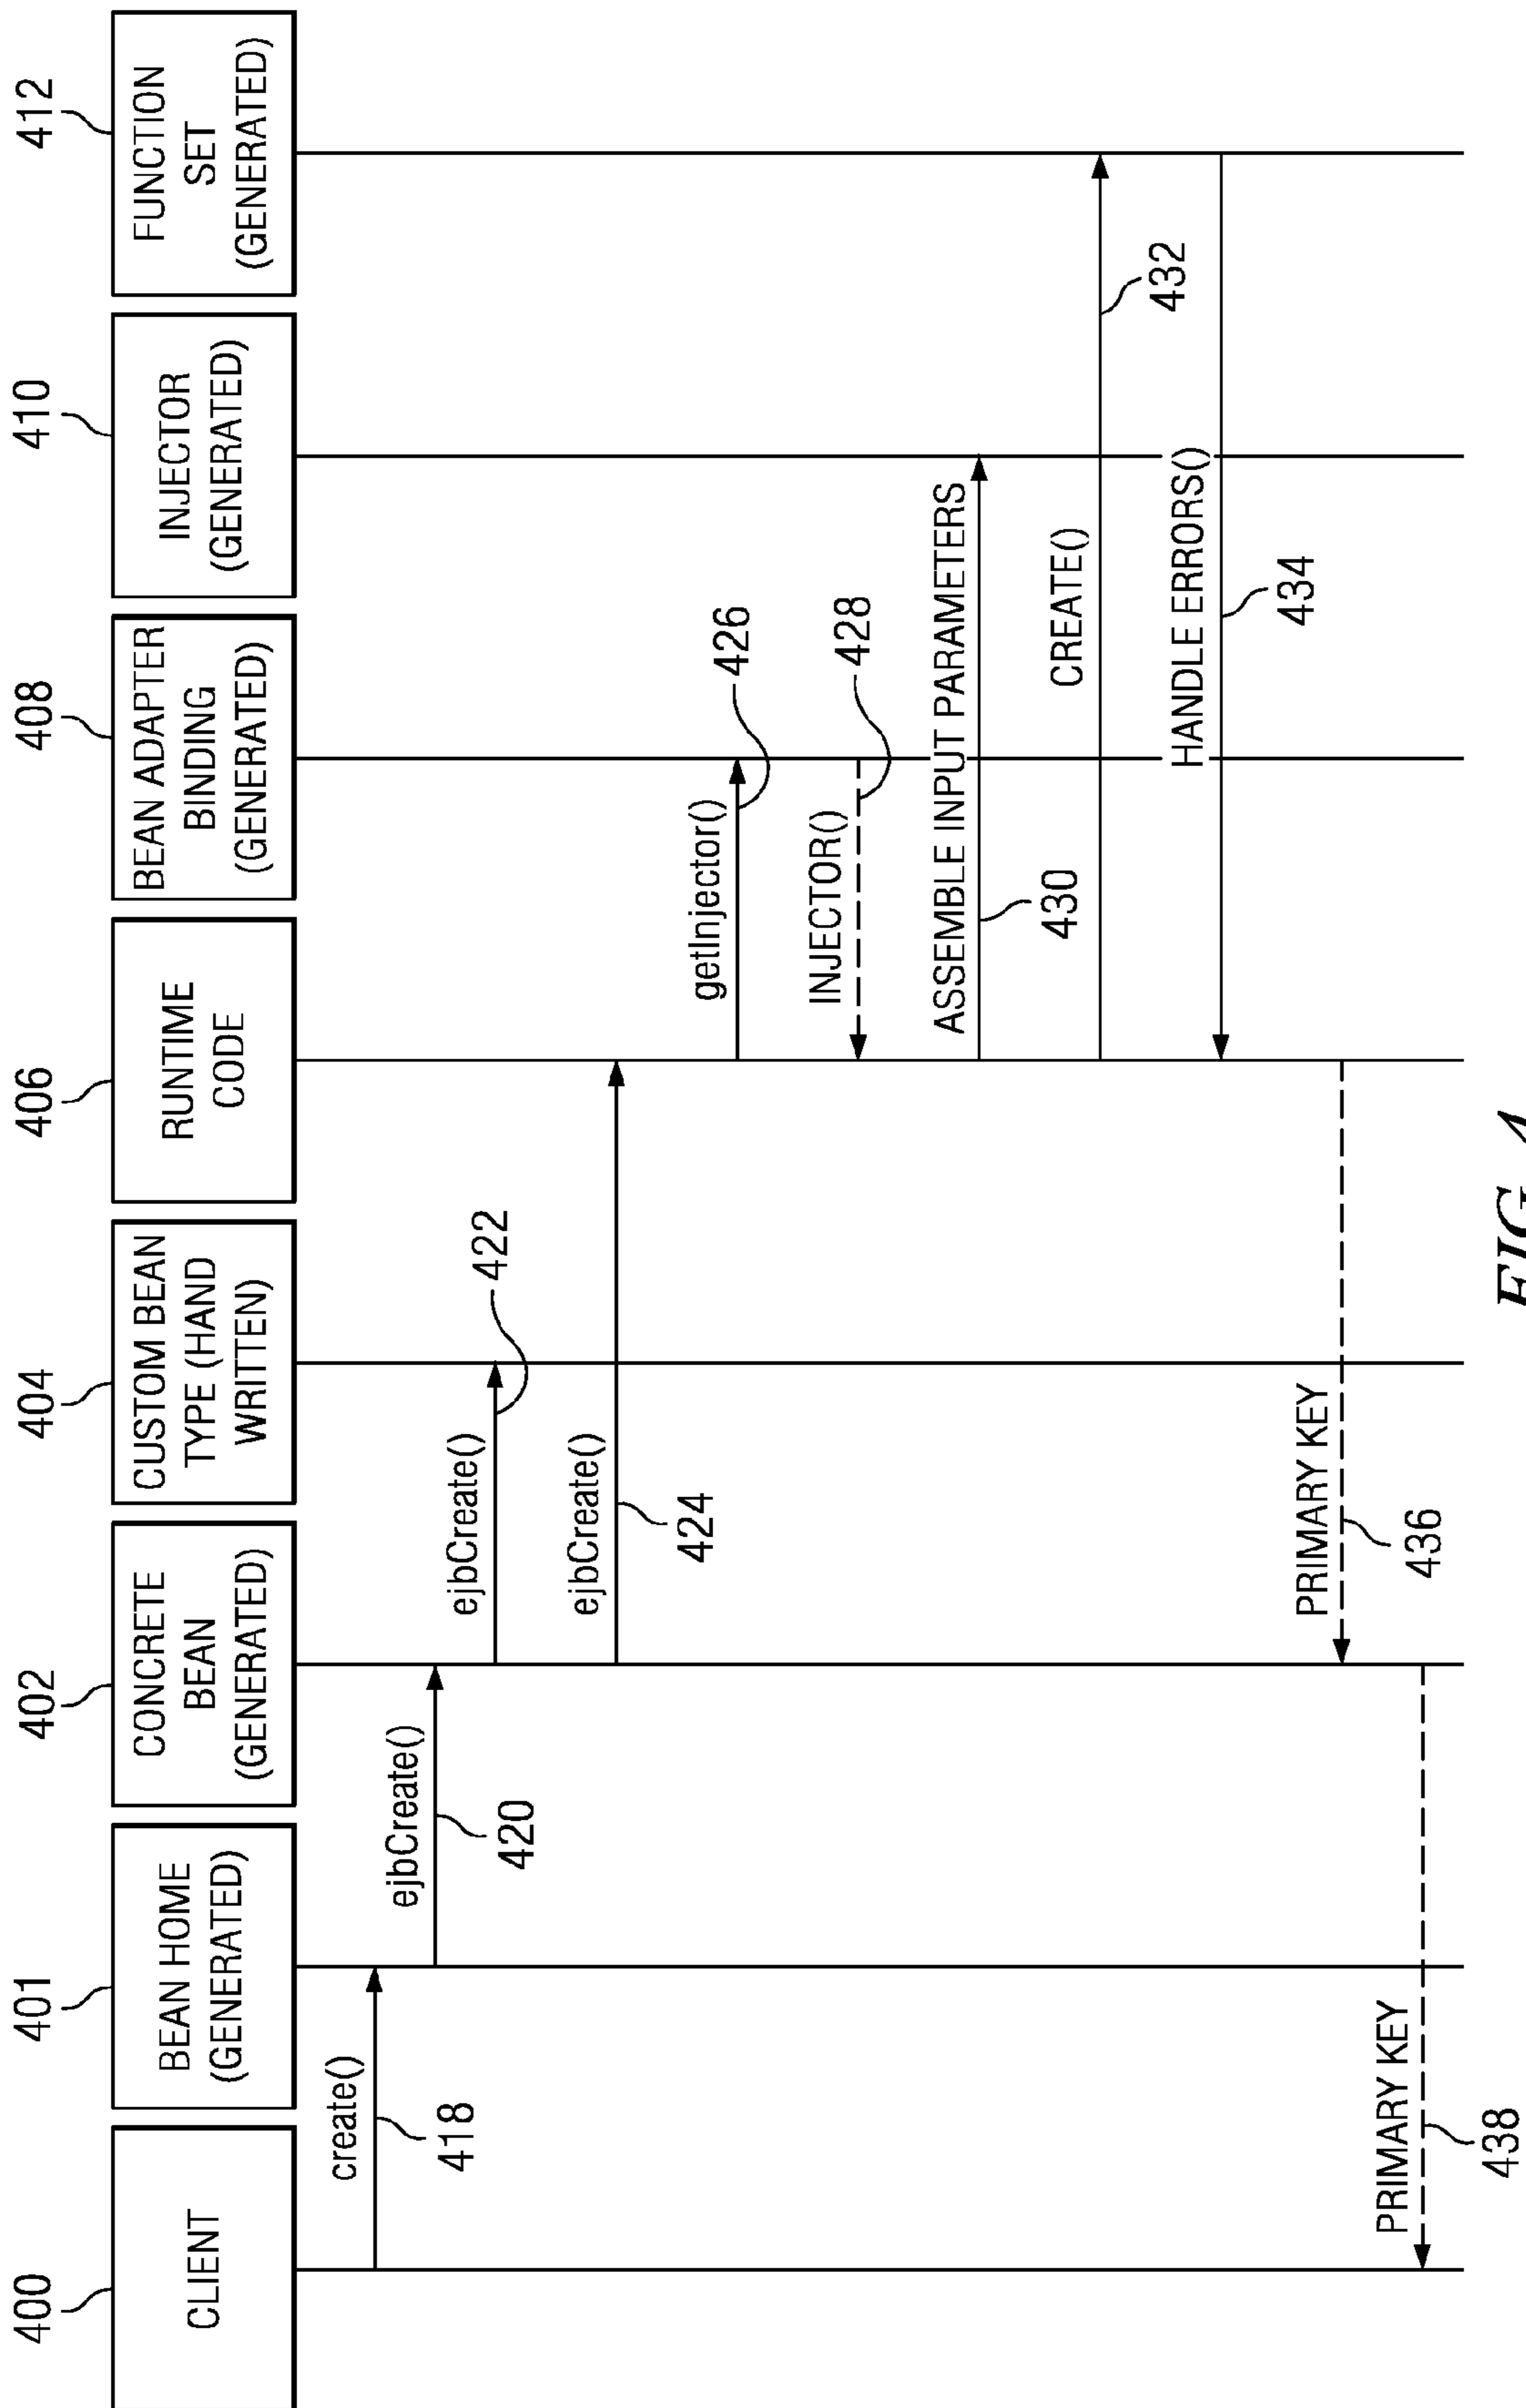 400
401
402
404
406
408
410
412
CLIENT
BEAN HOME
(GENERATED)
CONCRETE
BEAN
(GENERATED)
CUSTOM BEAN
TYPE (HAND
WRITTEN)
RUNTIME
CODE
BEAN ADAPTER
BINDING
(GENERATED)
INJECTOR
(GENERATED)
FUNCTION
SET
(GENERATED)
create()
418
ejbCreate()
420
ejbCreate()
422
ejbCreate()
424
getInjector()
426
INJECTOR()
428
ASSEMBLE INPUT PARAMETERS
430
CREATE()
432
HANDLE ERRORS()
434
PRIMARY KEY
436
PRIMARY KEY
438
FIG. 4